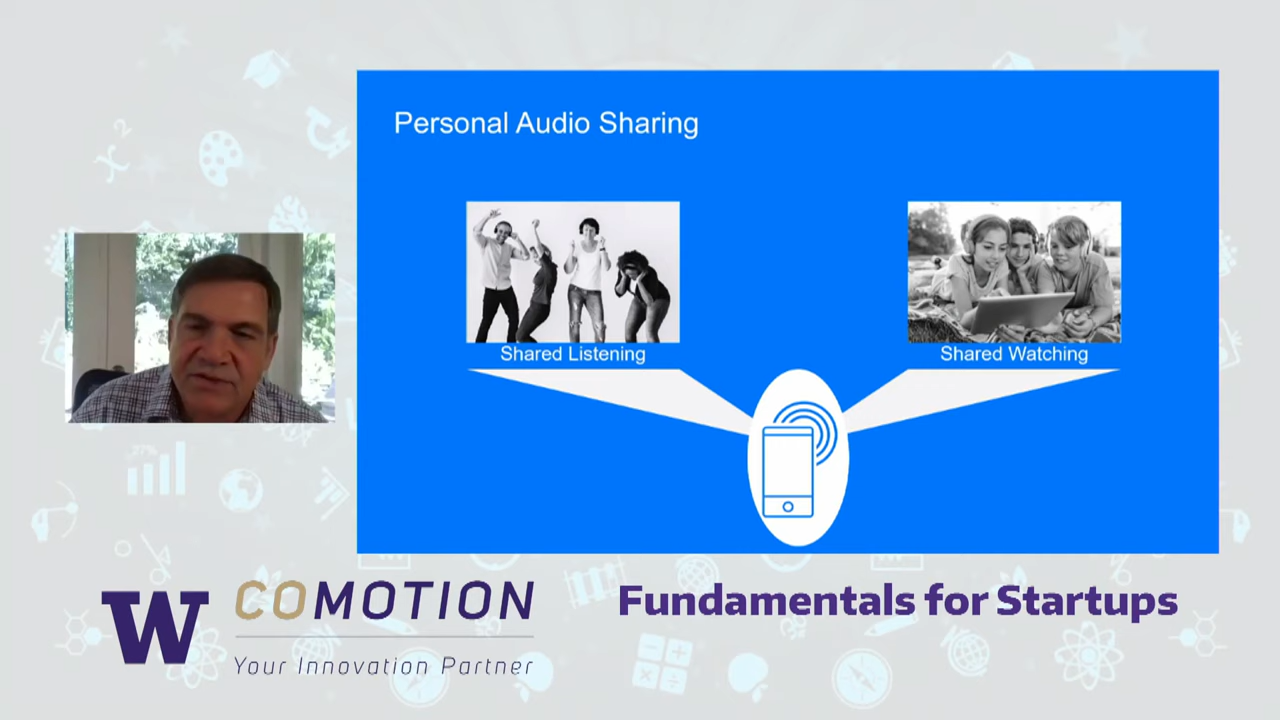 Personal Audio Sharing
Shared Listening
Shared Watching
W
COMOTION
Your Innovation Partner
Fundamentals for Startups